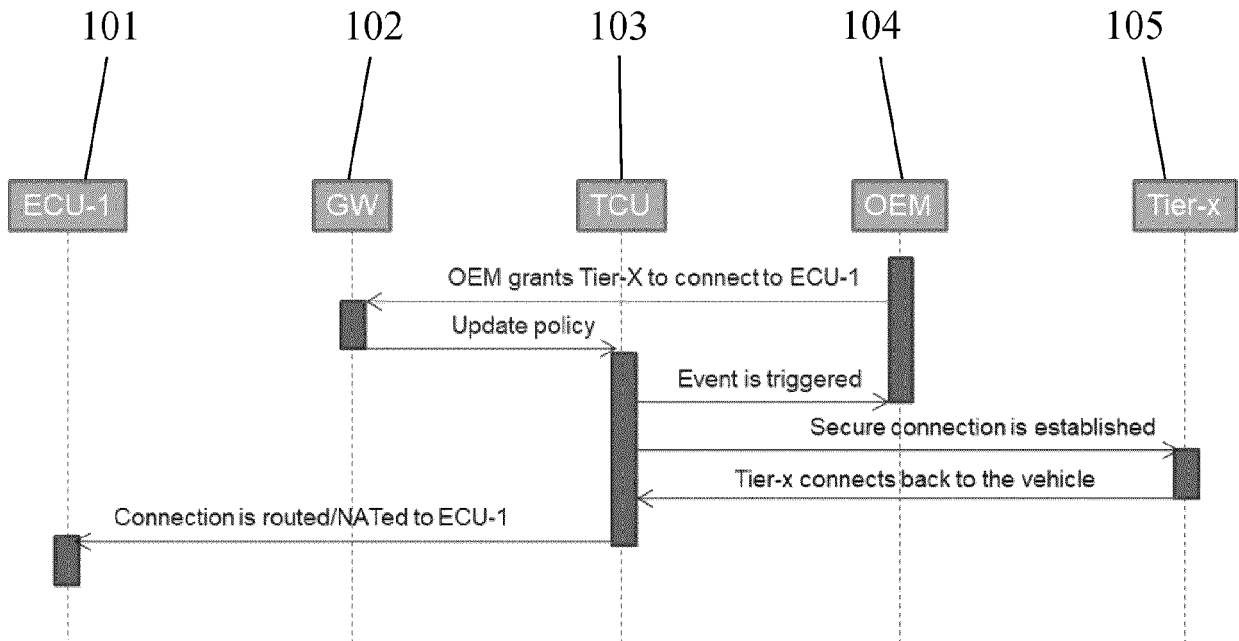 101
102
103
104
105
ECU-1
GW
TCU
OEM
Tier-x
OEM grants Tier-X to connect to ECU-1
Update policy
Event is triggered
Secure connection is established
Tier-x connects back to the vehicle
Connection is routed/NATed to ECU-1